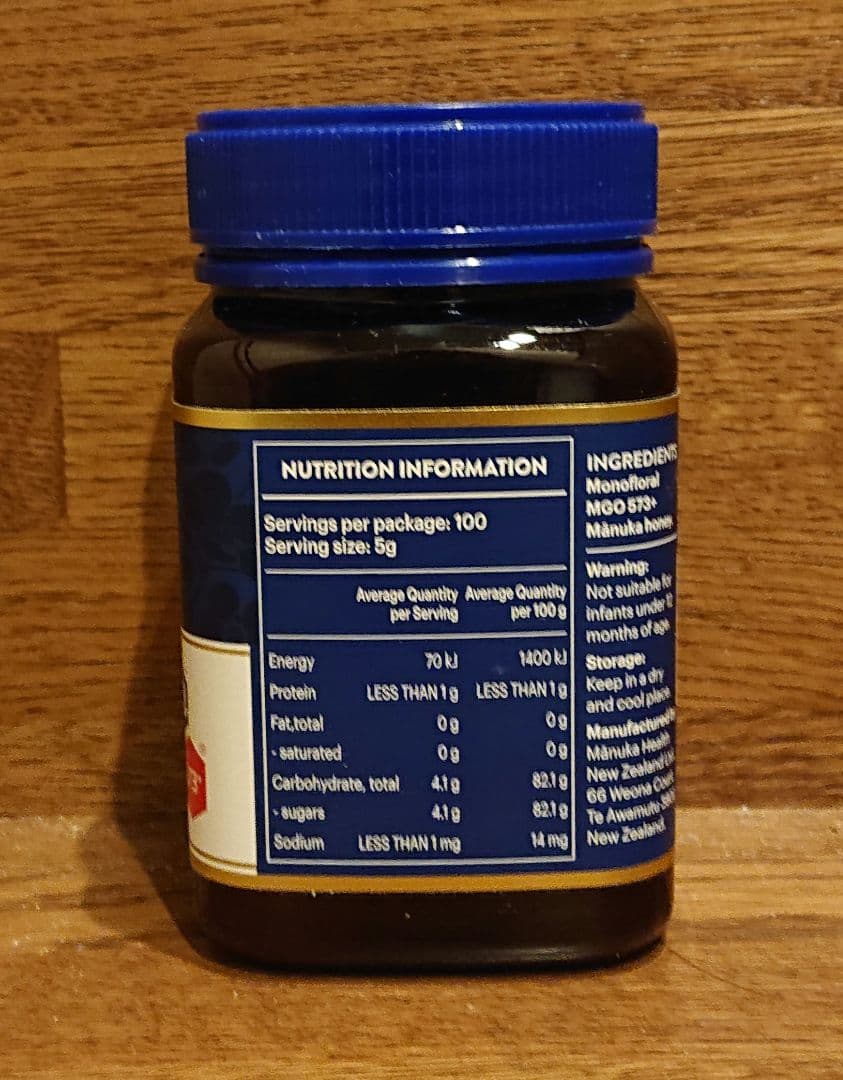 NUTRITION INFORMATION
Servings per package: 100
Serving size: 5g
Average Quantity per Serving Average Quantity per 100 g
Energy 70 kJ 1400 kJ
Protein LESS THAN 1 g LESS THAN 1 g
Fat,total 0 g 0 g
- saturated 0 g 0 g
Carbohydrate, total 4.1 g 82.1 g
- sugars 4.1 g 82.1 g
Sodium LESS THAN 1 mg 14 mg
INGREDIENTS
Monofloral
MGO 573+
Mānuka honey
Warning:
Not suitable for
infants under 12
months of age
Storage:
Keep in a dry
and cool place
Manufactured
Mānuka Health
New Zealand
66 Weona Court
Te Awamutu
New Zealand